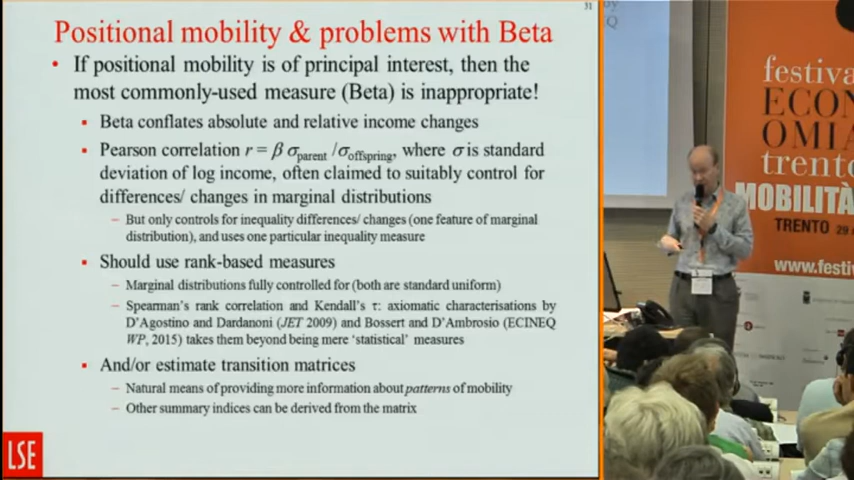 31
Positional mobility & problems with Beta
• If positional mobility is of principal interest, then the
most commonly-used measure (Beta) is inappropriate!
▪ Beta conflates absolute and relative income changes
▪ Pearson correlation r = β σparent /σoffspring, where σ is standard
deviation of log income, often claimed to suitably control for
differences/ changes in marginal distributions
– But only controls for inequality differences/ changes (one feature of marginal
distribution), and uses one particular inequality measure
▪ Should use rank-based measures
– Marginal distributions fully controlled for (both are standard uniform)
– Spearman's rank correlation and Kendall's τ: axiomatic characterisations by
D'Agostino and Dardanoni (JET 2009) and Bossert and D'Ambrosio (ECINEQ
WP, 2015) takes them beyond being mere 'statistical' measures
▪ And/or estimate transition matrices
– Natural means of providing more information about patterns of mobility
– Other summary indices can be derived from the matrix
LSE
by
Q
festiva
ECON
OMIA
trento
MOBILITÀ
TRENTO 29
www.festi